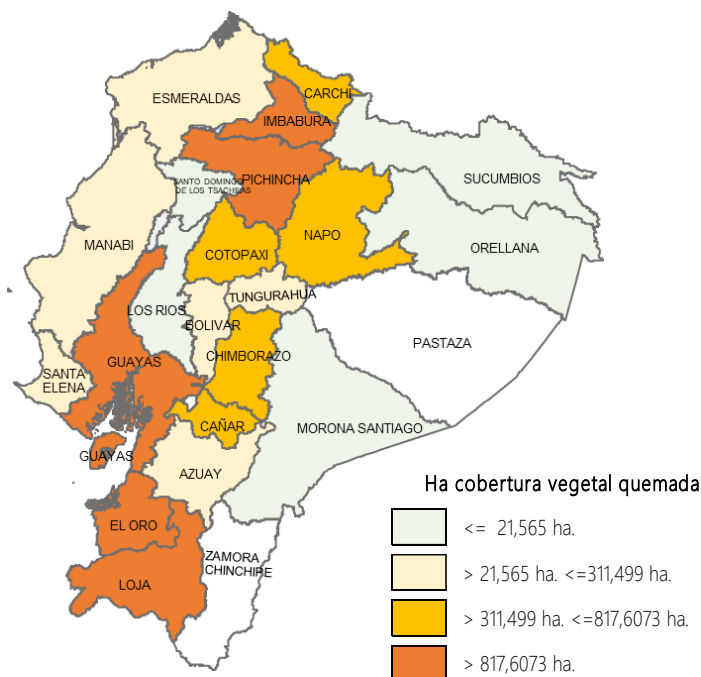 CARCHI
ESMERALDAS
IMBABURA
SANTO DOMINGO
DE LOS TSACHILAS
PICHINCHA
SUCUMBIOS
NAPO
ORELLANA
MANABI
COTOPAXI
TUNGURAHUA
LOS RIOS
BOLIVAR
PASTAZA
CHIMBORAZO
GUAYAS
SANTA
ELENA
CAÑAR
MORONA SANTIAGO
GUAYAS
AZUAY
EL ORO
ZAMORA
CHINCHIPE
LOJA
Ha cobertura vegetal quemada
<= 21,565 ha.
> 21,565 ha. <=311,499 ha.
> 311,499 ha. <=817,6073 ha.
> 817,6073 ha.